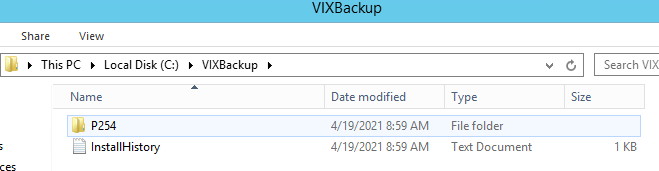 VIXBackup
Share View
This PC Local Disk (C:) VIXBackup Search VIX
Name Date modified Type Size
P254 4/19/2021 8:59 AM File folder
InstallHistory 4/19/2021 8:59 AM Text Document 1 KB
s
ces